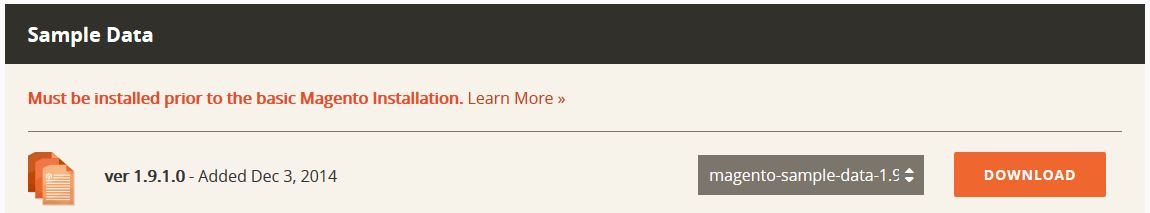 Sample Data
Must be installed prior to the basic Magento Installation. Learn More »
ver 1.9.1.0 - Added Dec 3, 2014 magento-sample-data-1.9 DOWNLOAD